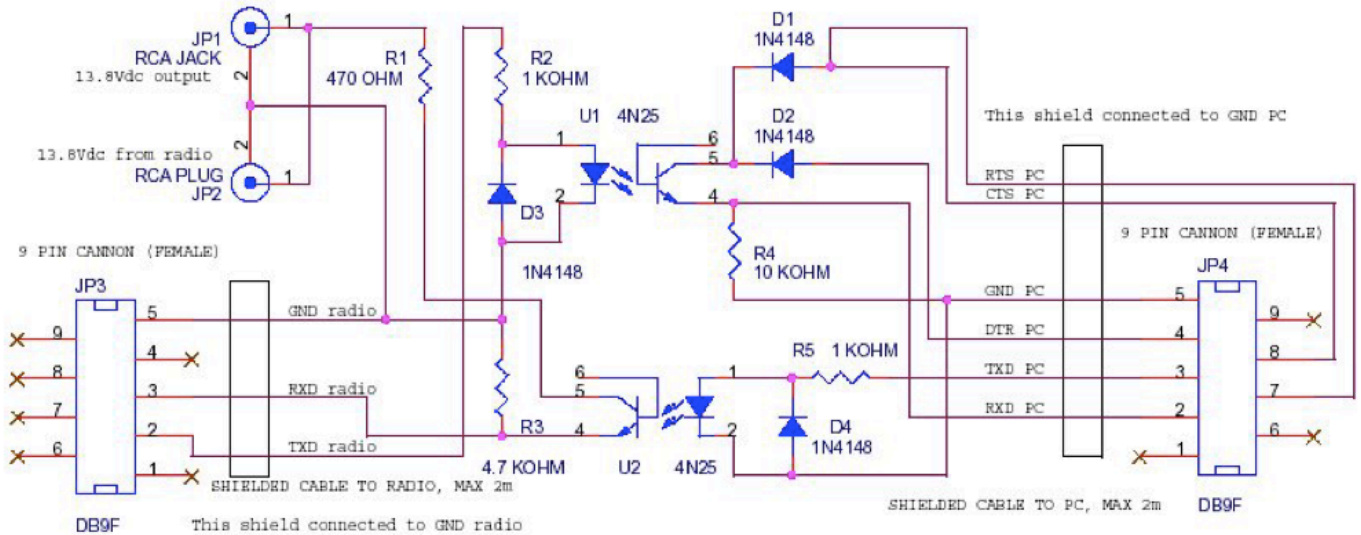 JP1
RCA JACK
13.8Vdc output
1
2
13.8Vdc from radio
RCA PLUG
JP2
2
1
R1
470 OHM
R2
1 KOHM
D1
1N4148
D2
1N4148
U1 4N25
1
2
6
5
4
D3
1N4148
R4
10 KOHM
This shield connected to GND PC
RTS PC
CTS PC
GND PC
DTR PC
TXD PC
RXD PC
9 PIN CANNON (FEMALE)
JP4
5
4
3
2
1
9
8
7
6
DB9F
SHIELDED CABLE TO PC, MAX 2m
9 PIN CANNON (FEMALE)
JP3
9
8
7
6
5
4
3
2
1
DB9F
GND radio
RXD radio
TXD radio
SHIELDED CABLE TO RADIO, MAX 2m
This shield connected to GND radio
R3
4.7 KOHM
6
5
4
1
2
U2 4N25
R5 1 KOHM
D4
1N4148